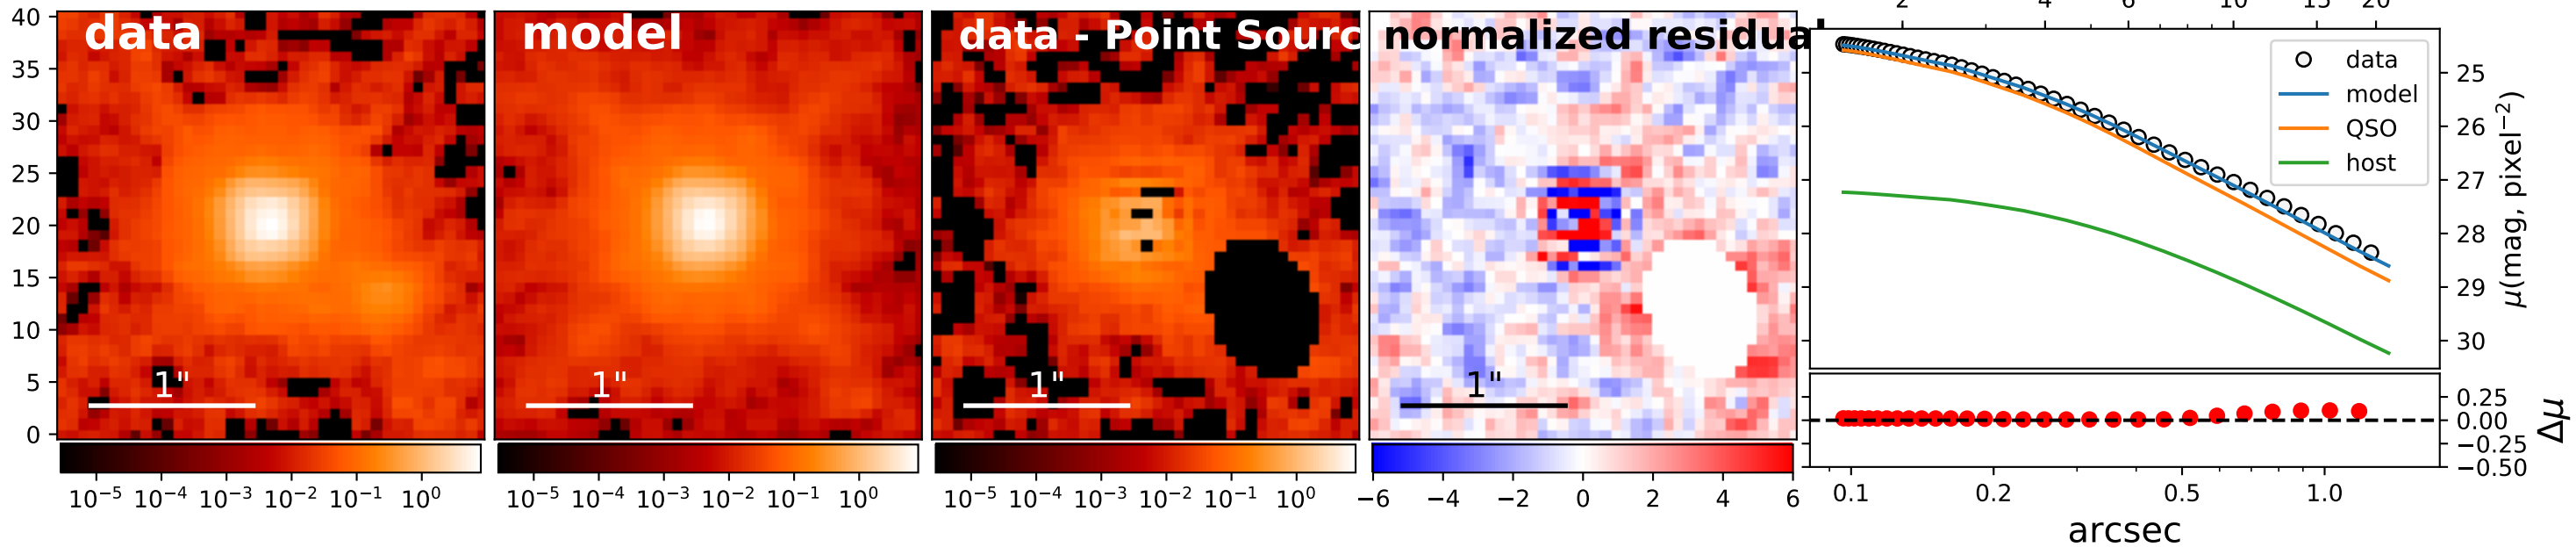 data
model
data - Point Sourc
normalized residual
40
35
30
25
20
15
10
5
0
1"
1"
1"
1"
10⁻⁵ 10⁻⁴ 10⁻³ 10⁻² 10⁻¹ 10⁰
10⁻⁵ 10⁻⁴ 10⁻³ 10⁻² 10⁻¹ 10⁰
10⁻⁵ 10⁻⁴ 10⁻³ 10⁻² 10⁻¹ 10⁰
−6 −4 −2 0 2 4 6
2 4 6 10 15 20
data
model
QSO
host
25
26
27
28
29
30
μ(mag, pixel⁻²)
0.25
0.00
−0.25
−0.50
Δμ
0.1 0.2 0.5 1.0
arcsec